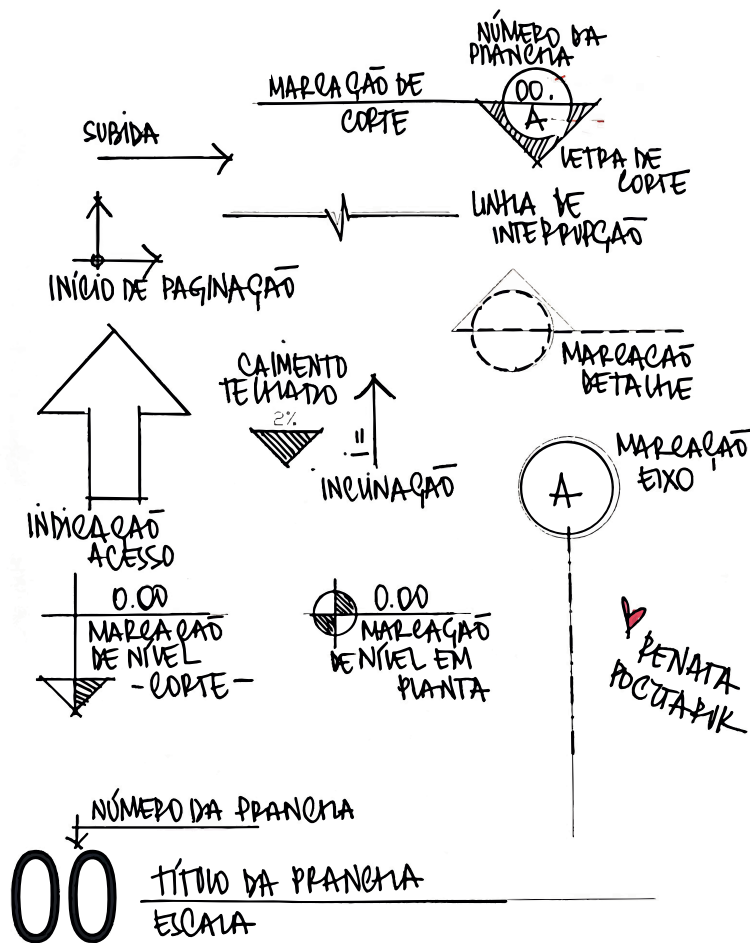 NÚMERO DA
PRANCHA
MARCAÇÃO DE
CORTE
00.
A
LETRA DE
CORTE
SUBIDA
LINHA DE
INTERRUPÇÃO
INÍCIO DE PAGINAÇÃO
MARCAÇÃO
DETALHE
CAIMENTO
TELHADO
2%
i=
INCLINAÇÃO
MARCAÇÃO
EIXO
A
INDICAÇÃO
ACESSO
0.00
MARCAÇÃO
DE NÍVEL
- CORTE -
0.00
MARCAÇÃO
DE NÍVEL EM
PLANTA
RENATA
POCZTARUK
NÚMERO DA PRANCHA
00
TÍTULO DA PRANCHA
ESCALA